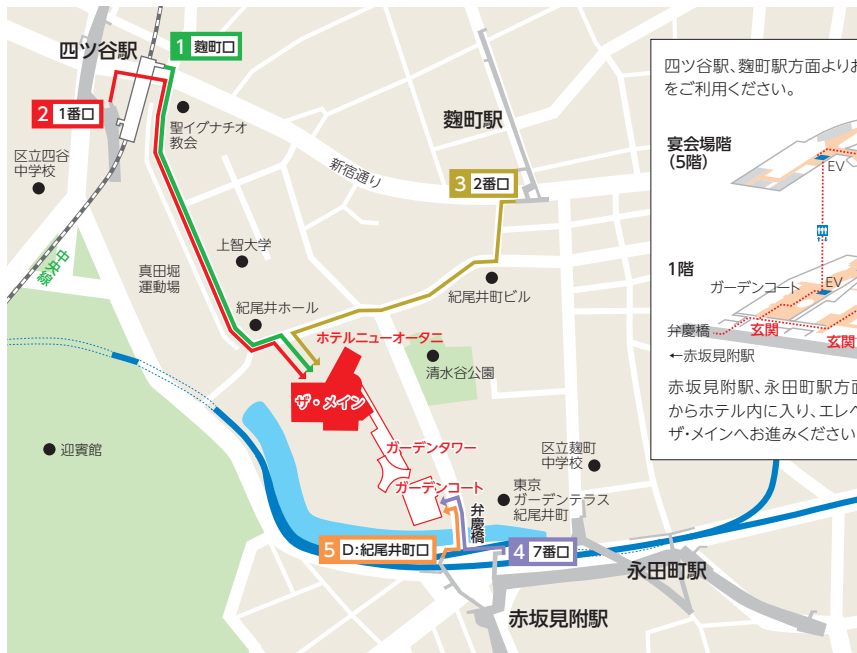 四ツ谷駅
1 麴町口
2 1番口
聖イグナチオ
教会
区立四谷
中学校
麴町駅
新宿通り
3 2番口
中央線
真田堀
運動場
上智大学
紀尾井ホール
紀尾井町ビル
ホテルニューオータニ
清水谷公園
ザ・メイン
迎賓館
ガーデンタワー
ガーデンコート
区立麹町
中学校
東京
ガーデンテラス
紀尾井町
弁慶橋
5 D:紀尾井町口
4 7番口
永田町駅
赤坂見附駅
四ツ谷駅、麴町駅方面よりお
をご利用ください。
宴会場階
(5階)
EV
1階
ガーデンコート
EV
弁慶橋
玄関
玄関
←赤坂見附駅
赤坂見附駅、永田町駅方面
からホテル内に入り、エレベ
ザ・メインへお進みください